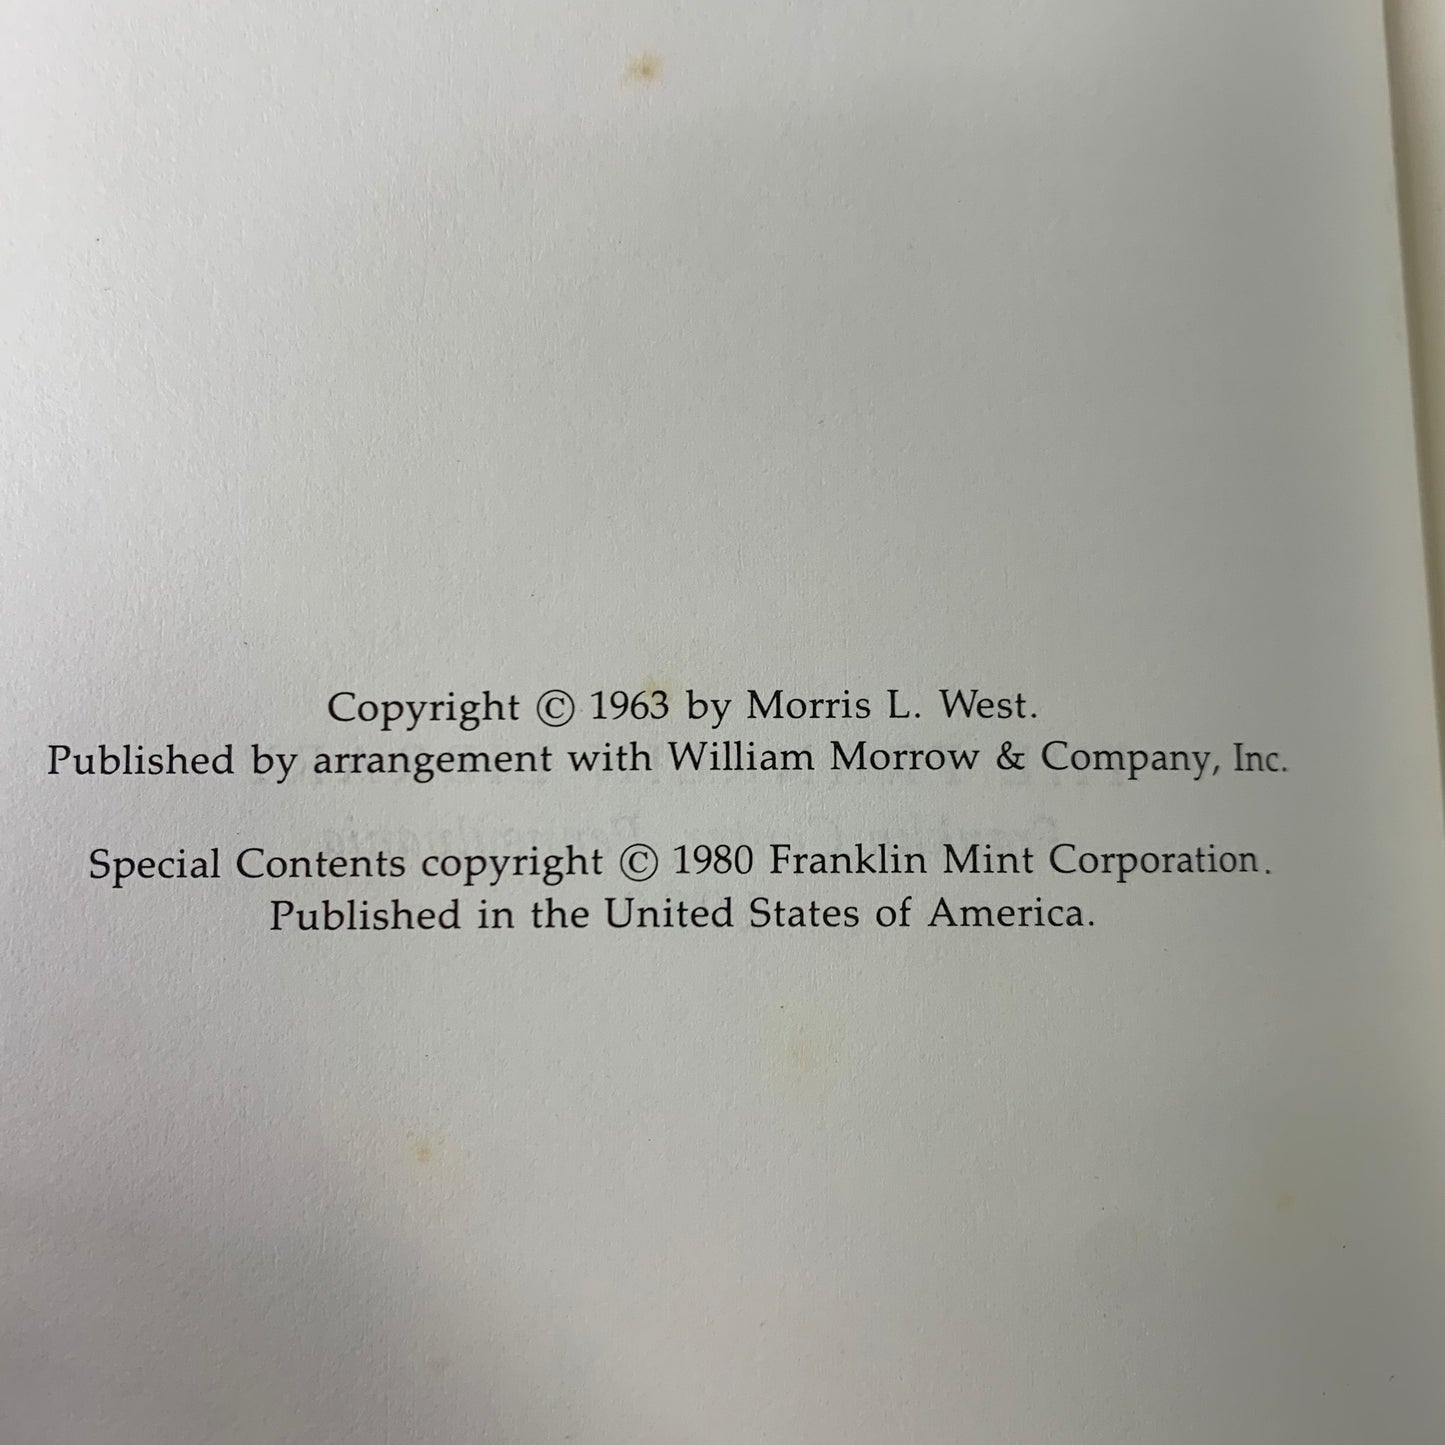 Copyright © 1963 by Morris L. West.
Published by arrangement with William Morrow & Company, Inc.
Special Contents copyright © 1980 Franklin Mint Corporation.
Published in the United States of America.